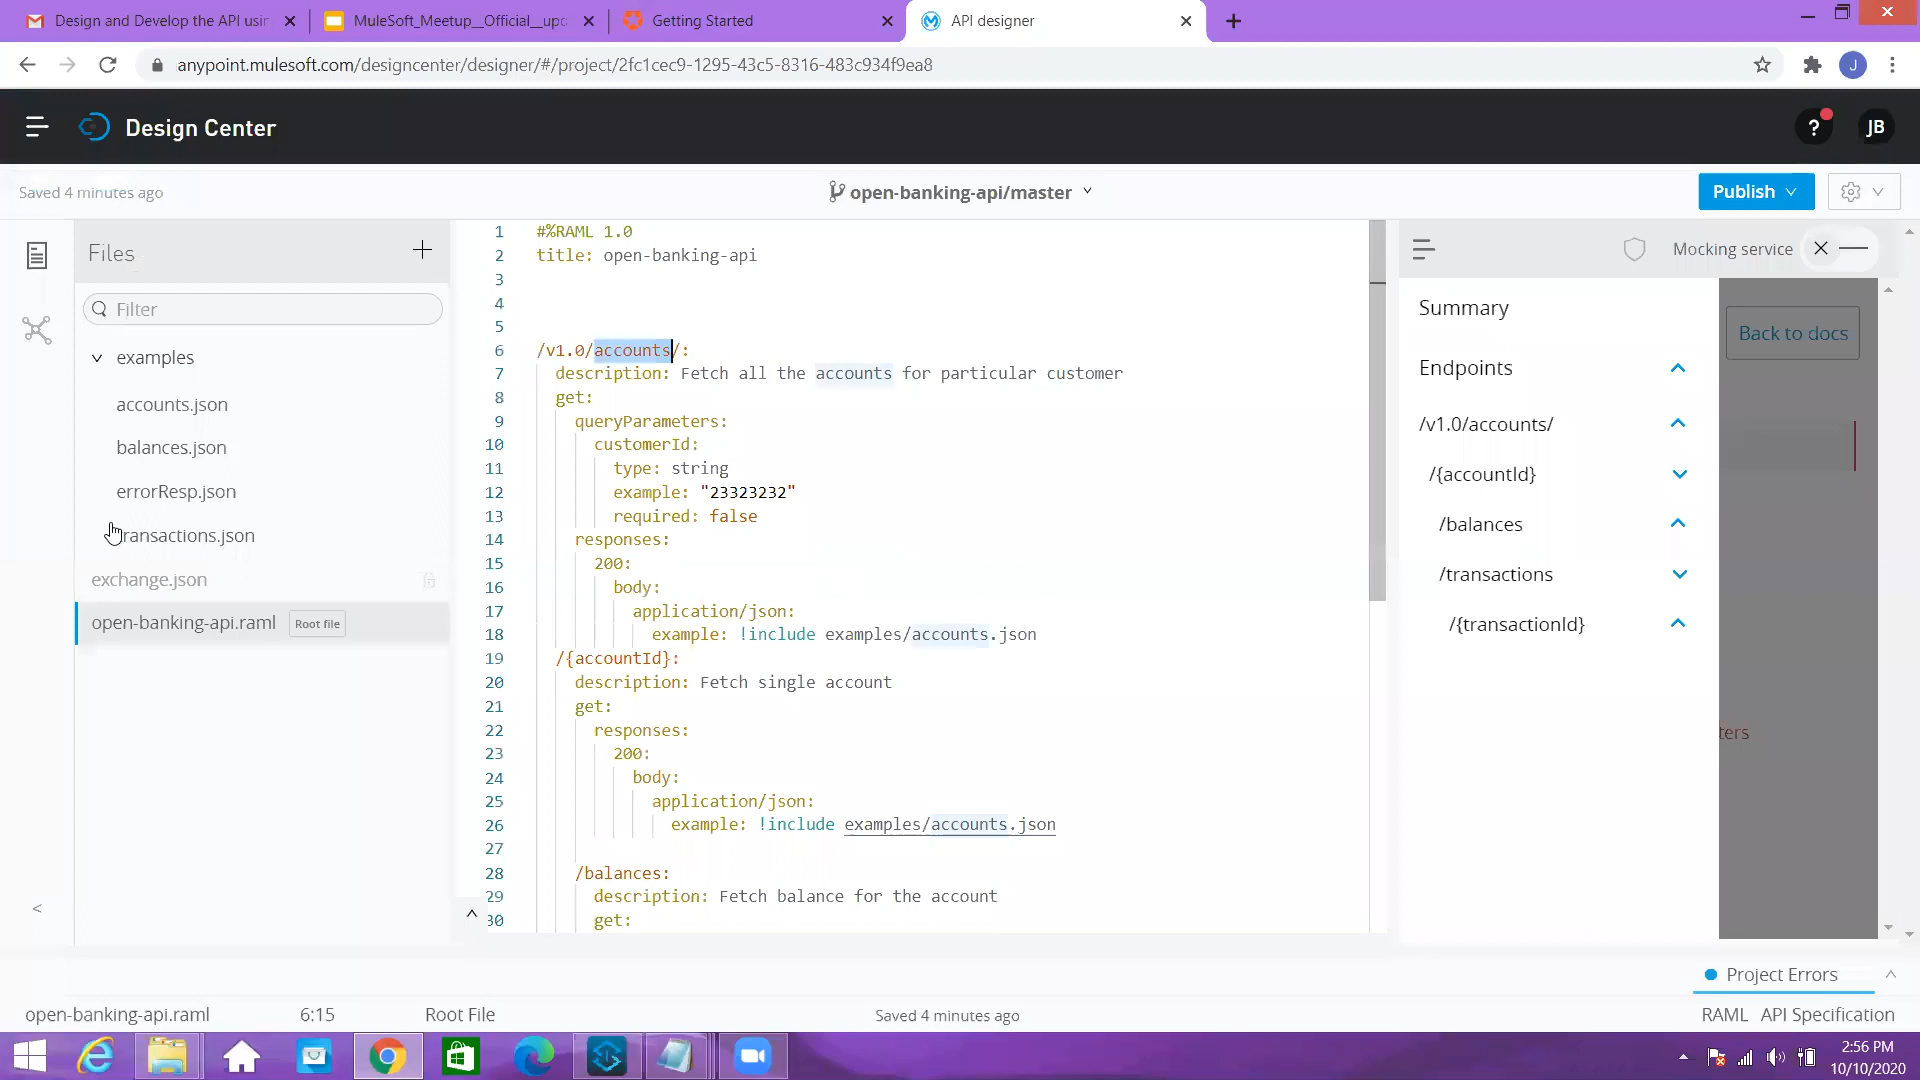 Design and Develop the API usin
MuleSoft_Meetup__Official__upd
Getting Started
API designer
anypoint.mulesoft.com/designcenter/designer/#/project/2fc1cec9-1295-43c5-8316-483c934f9ea8
J
Design Center
?
JB
Saved 4 minutes ago
open-banking-api/master
Publish
Files
Filter
examples
accounts.json
balances.json
errorResp.json
transactions.json
exchange.json
open-banking-api.raml Root file
1 #%RAML 1.0
2 title: open-banking-api
3
4
5
6 /v1.0/accounts/:
7 description: Fetch all the accounts for particular customer
8 get:
9 queryParameters:
10 customerId:
11 type: string
12 example: "23323232"
13 required: false
14 responses:
15 200:
16 body:
17 application/json:
18 example: !include examples/accounts.json
19 /{accountId}:
20 description: Fetch single account
21 get:
22 responses:
23 200:
24 body:
25 application/json:
26 example: !include examples/accounts.json
27
28 /balances:
29 description: Fetch balance for the account
30 get:
Mocking service
Summary
Back to docs
Endpoints
/v1.0/accounts/
/{accountId}
/balances
/transactions
/{transactionId}
ters
Project Errors
open-banking-api.raml 6:15 Root File Saved 4 minutes ago RAML API Specification
2:56 PM
10/10/2020